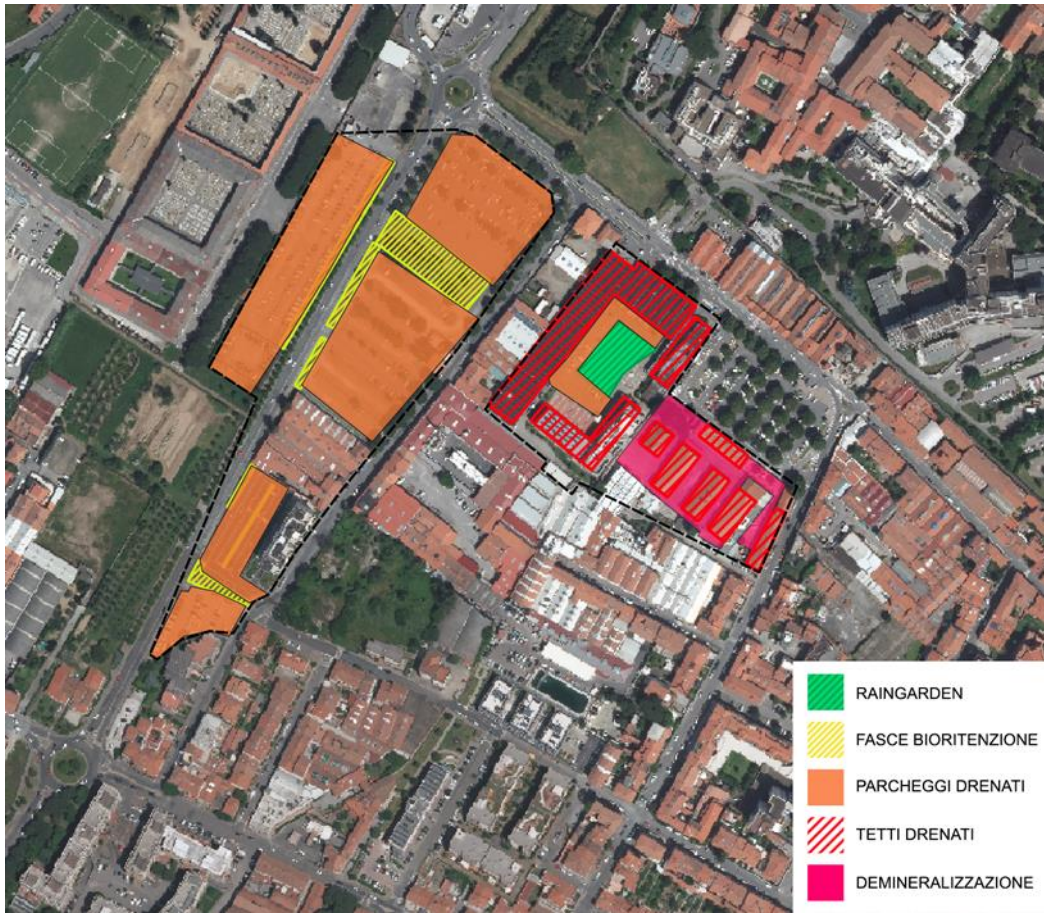 RAINGARDEN
FASCE BIORITENZIONE
PARCHEGGI DRENATI
TETTI DRENATI
DEMINERALIZZAZIONE